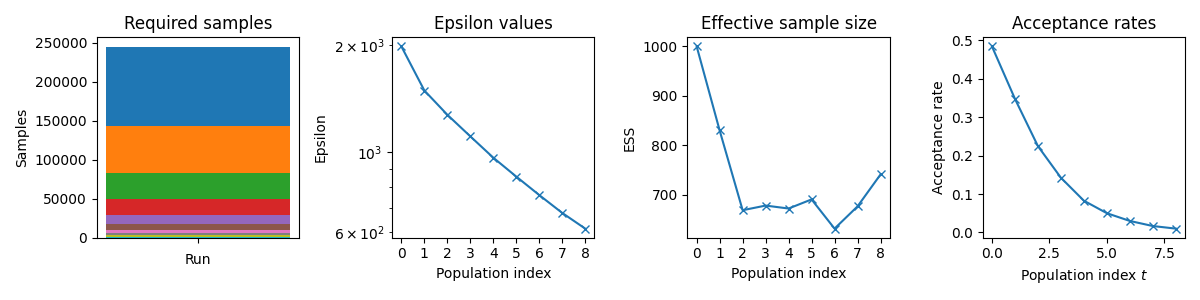 Required samples
Samples
250000
200000
150000
100000
50000
0
Run
Epsilon values
Epsilon
2 × 10³
10³
6 × 10²
0 1 2 3 4 5 6 7 8
Population index
Effective sample size
ESS
1000
900
800
700
0 1 2 3 4 5 6 7 8
Population index
Acceptance rates
Acceptance rate
0.5
0.4
0.3
0.2
0.1
0.0
0.0 2.5 5.0 7.5
Population index t